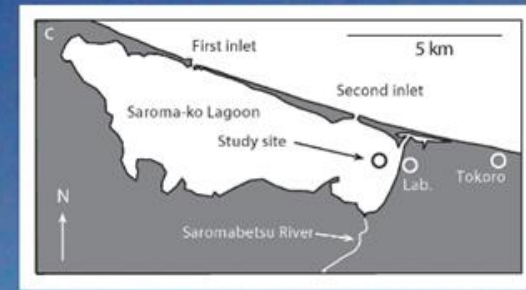 C
First inlet
5 km
Second inlet
Saroma-ko Lagoon
Study site
Lab.
Tokoro
N
Saromabetsu River